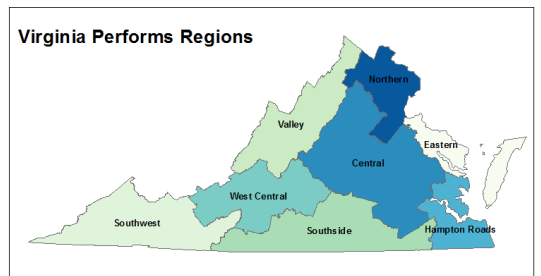 Virginia Performs Regions
Northern
Valley
Eastern
Central
West Central
Southwest
Southside
Hampton Roads